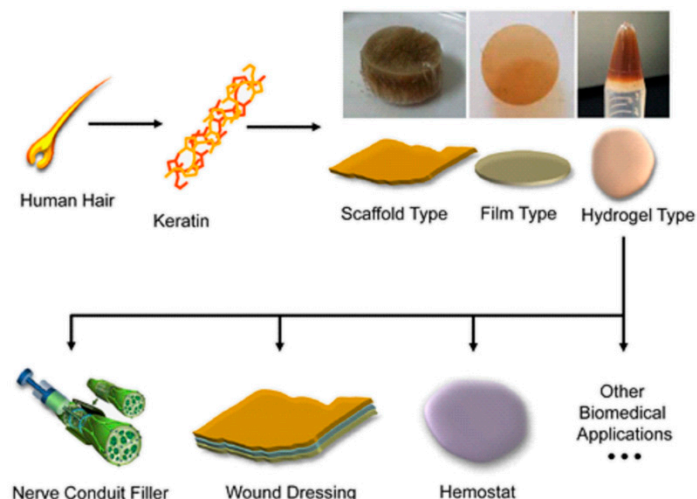 Human Hair
Keratin
Scaffold Type
Film Type
Hydrogel Type
Nerve Conduit Filler
Wound Dressing
Hemostat
Other
Biomedical
Applications
•••